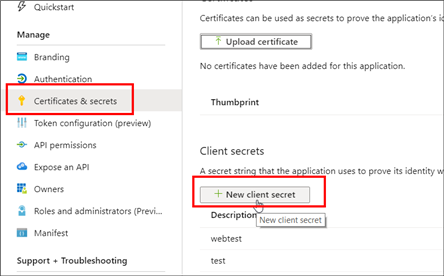 Quickstart
Manage
Branding
Authentication
Certificates & secrets
Token configuration (preview)
API permissions
Expose an API
Owners
Roles and administrators (Previ...
Manifest
Support + Troubleshooting
Certificates can be used as secrets to prove the application's
Upload certificate
No certificates have been added for this application.
Thumbprint
Client secrets
A secret string that the application uses to prove its identity w
New client secret
Description
New client secret
webtest
test